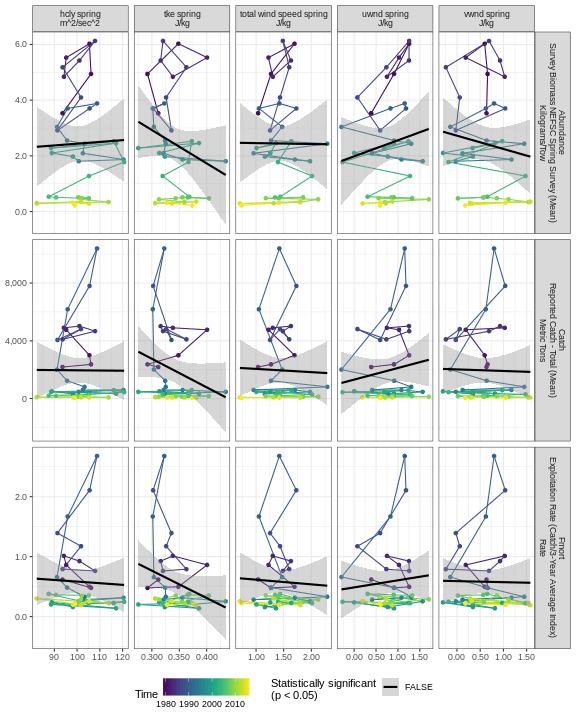 hdly spring
m^2/sec^2
tke spring
J/kg
total wind speed spring
J/kg
uwnd spring
J/kg
vwnd spring
J/kg
6.0
4.0
2.0
0.0
Abundance
Survey Biomass NEFSC Spring Survey (Mean)
Kilograms/Tow
8,000
4,000
0
Catch
Reported Catch - Total (Mean)
Metric Tons
2.0
1.0
0.0
Fmort
Exploitation Rate (Catch/3-Year Average Index)
Rate
90 100 110 120
0.300 0.350 0.400
1.00 1.50 2.00
0.00 0.50 1.00 1.50
0.00 0.50 1.00 1.50
Time
1980 1990 2000 2010
Statistically significant
(p < 0.05)
FALSE